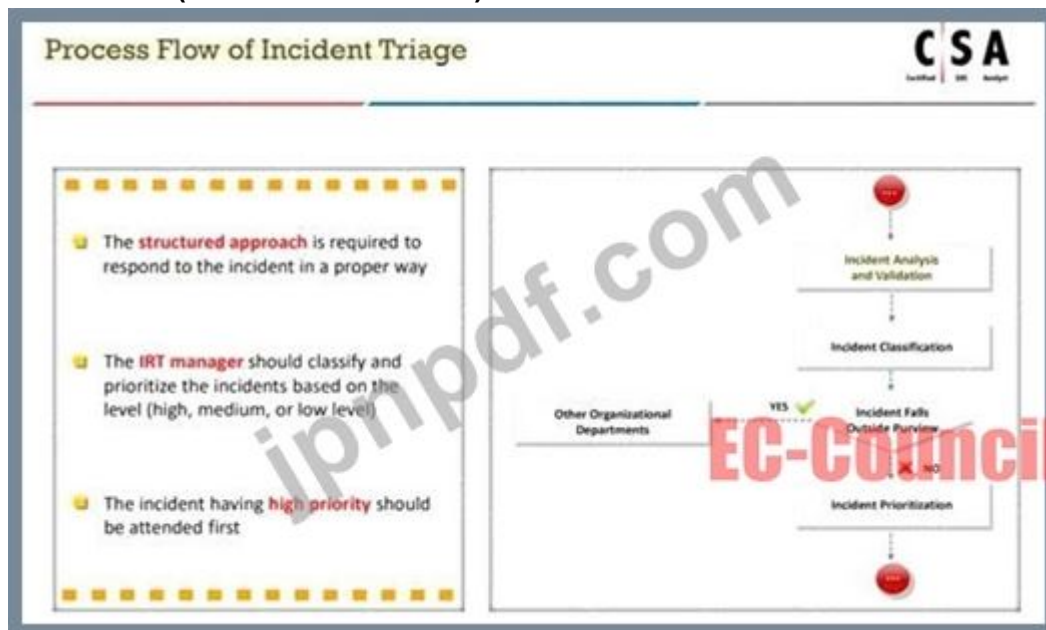 Process Flow of Incident Triage
CSA
Certified SOC Analyst
The structured approach is required to
respond to the incident in a proper way
The IRT manager should classify and
prioritize the incidents based on the
level (high, medium, or low level)
The incident having high priority should
be attended first
Incident Analysis
and Validation
Incident Classification
Incident Falls
Outside Purview
YES
Other Organizational
Departments
NO
Incident Prioritization
jpnpdf.com
EC-Council